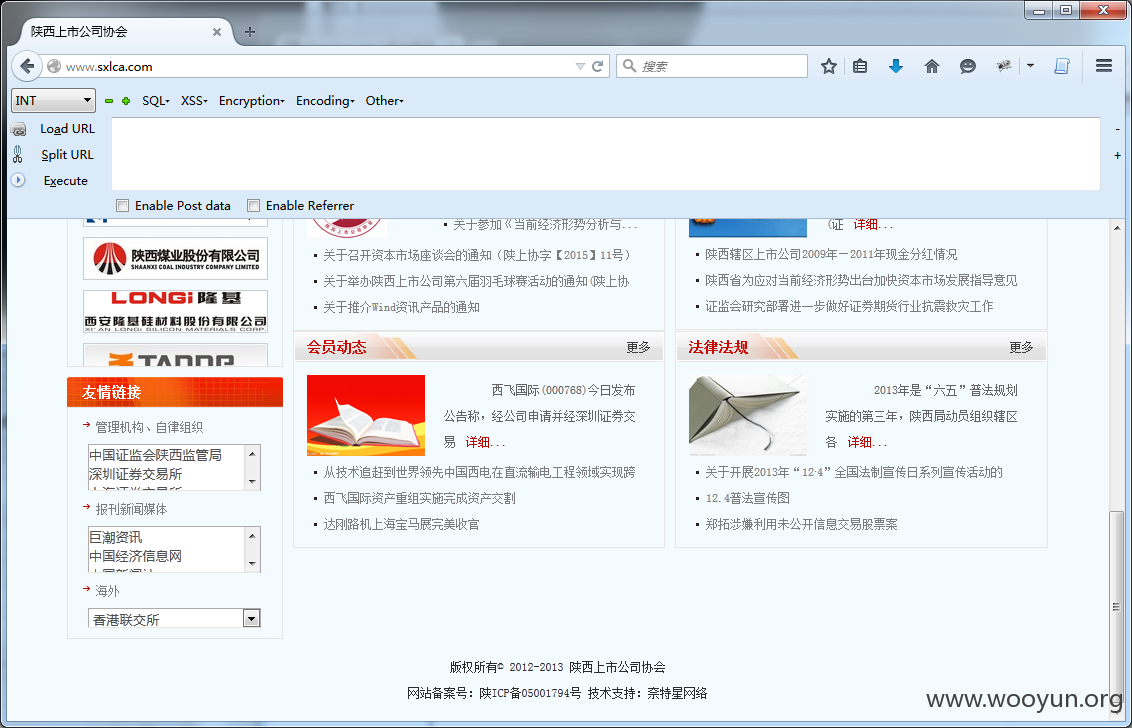 陕西上市公司协会
www.sxlca.com
搜索
INT
SQL
XSS
Encryption
Encoding
Other
Load URL
Split URL
Execute
-
+
Enable Post data
Enable Referrer
关于参加《当前经济形势分析与...
（证 详细...
陕西煤业股份有限公司
SHAANXI COAL INDUSTRY COMPANY LIMITED
LONGi隆基
西安隆基硅材料股份有限公司
XI'AN LONGI SILICON MATERIALS CORP.
关于召开资本市场座谈会的通知（陕上协字【2015】11号）
关于举办陕西上市公司第六届羽毛球赛活动的通知(陕上协
关于推介Wind资讯产品的通知
陕西辖区上市公司2009年－2011年现金分红情况
陕西省为应对当前经济形势出台加快资本市场发展指导意见
证监会研究部署进一步做好证券期货行业抗震救灾工作
友情链接
管理机构、自律组织
中国证监会陕西监管局
深圳证券交易所
上海证券交易所
报刊新闻媒体
巨潮资讯
中国经济信息网
海外
香港联交所
会员动态
更多
西飞国际(000768)今日发布
公告称，经公司申请并经深圳证券交
易 详细...
从技术追赶到世界领先中国西电在直流输电工程领域实现跨
西飞国际资产重组实施完成资产交割
达刚路机上海宝马展完美收官
法律法规
更多
2013年是“六五”普法规划
实施的第三年，陕西局动员组织辖区
各 详细...
关于开展2013年“12·4”全国法制宣传日系列宣传活动的
12.4普法宣传图
郑拓涉嫌利用未公开信息交易股票案
版权所有© 2012-2013 陕西上市公司协会
网站备案号：陕ICP备05001794号 技术支持：奈特星网络
www.wooyun.org